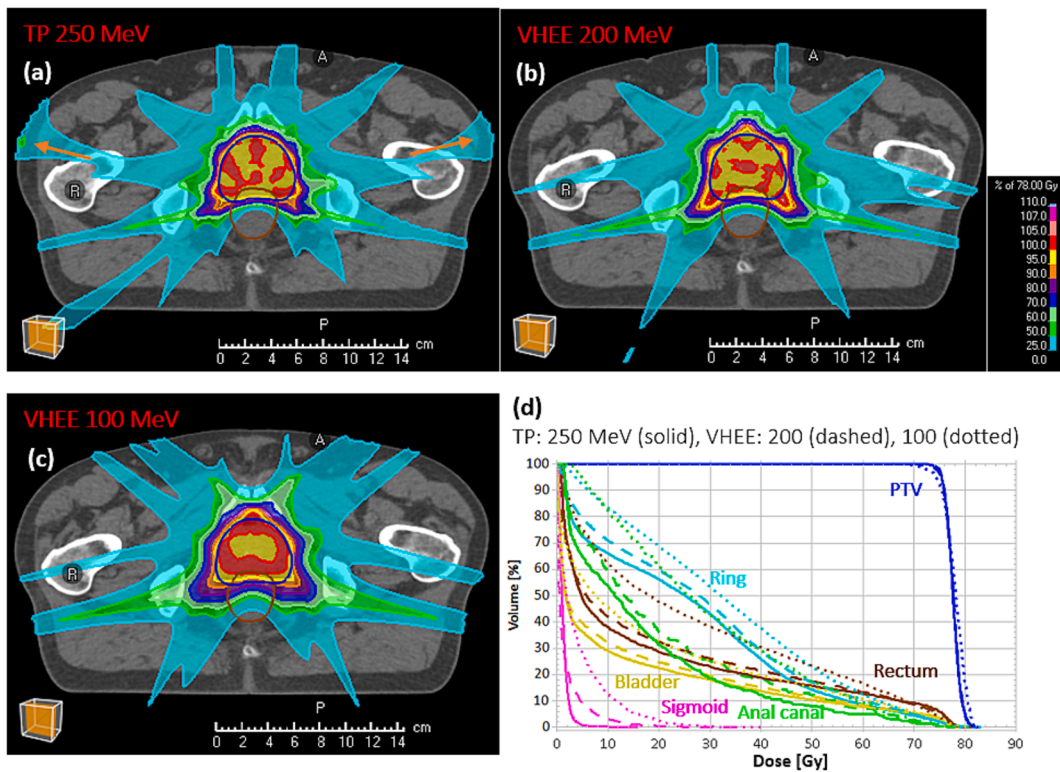 TP 250 MeV
(a)
A
R
P
cm
0 2 4 6 8 10 12 14
VHEE 200 MeV
(b)
A
R
P
cm
0 2 4 6 8 10 12 14
% of 78.00 Gy
110.0
107.0
105.0
100.0
95.0
90.0
80.0
70.0
60.0
50.0
25.0
0.0
VHEE 100 MeV
(c)
A
R
P
cm
0 2 4 6 8 10 12 14
(d)
TP: 250 MeV (solid), VHEE: 200 (dashed), 100 (dotted)
Volume [%]
100
90
80
70
60
50
40
30
20
10
0
PTV
Ring
Rectum
Bladder
Sigmoid
Anal canal
0 10 20 30 40 50 60 70 80 90
Dose [Gy]